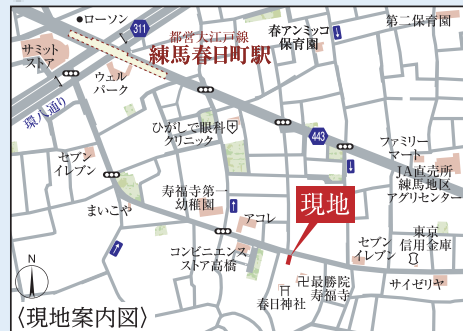 ローソン
311
都営大江戸線
練馬春日町駅
春アンミッコ
保育園
第二保育園
サミット
ストア
ウェル
パーク
環八通り
ひがしで眼科
クリニック
443
ファミリー
マート
JA直売所
練馬地区
アグリセンター
セブン
イレブン
まいこや
寿福寺第一
幼稚園
アコレ
現地
コンビニエンス
ストア高橋
セブン
イレブン
東京
信用金庫
サイゼリヤ
卍最勝院
寿福寺
春日神社
N
〈現地案内図〉